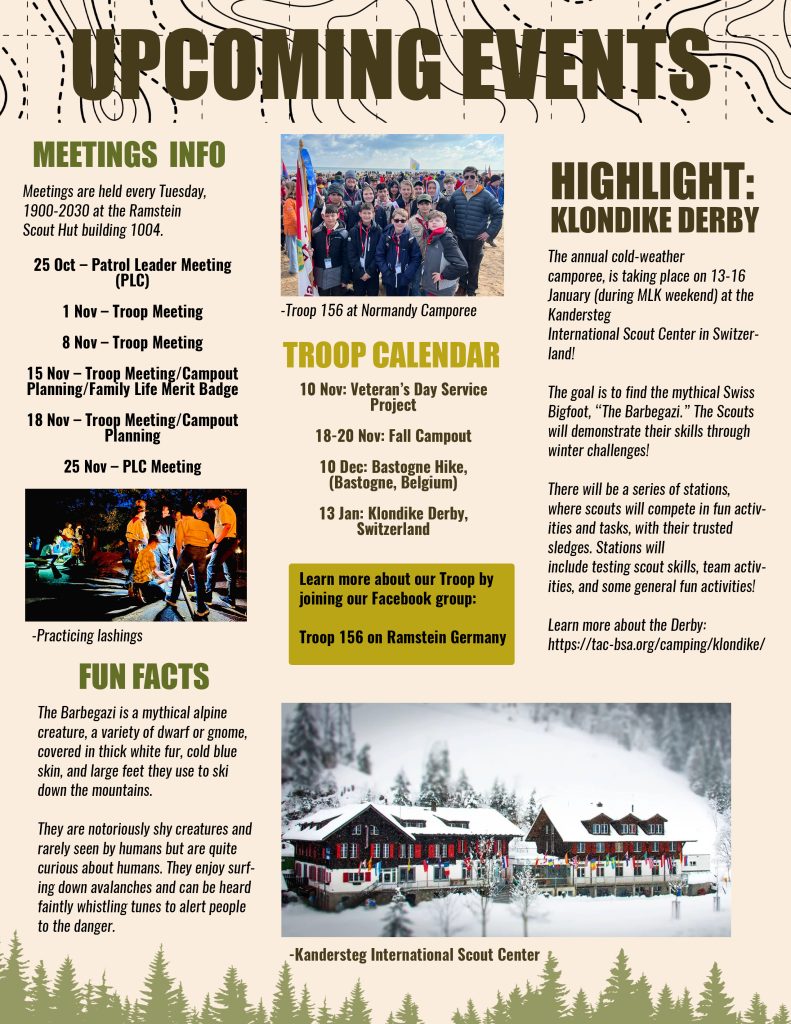 UPCOMING EVENTS
MEETINGS INFO
Meetings are held every Tuesday,
1900-2030 at the Ramstein
Scout Hut building 1004.
25 Oct – Patrol Leader Meeting
(PLC)
1 Nov – Troop Meeting
8 Nov – Troop Meeting
15 Nov – Troop Meeting/Campout
Planning/Family Life Merit Badge
18 Nov – Troop Meeting/Campout
Planning
25 Nov – PLC Meeting
-Practicing lashings
FUN FACTS
The Barbegazi is a mythical alpine
creature, a variety of dwarf or gnome,
covered in thick white fur, cold blue
skin, and large feet they use to ski
down the mountains.
They are notoriously shy creatures and
rarely seen by humans but are quite
curious about humans. They enjoy surf-
ing down avalanches and can be heard
faintly whistling tunes to alert people
to the danger.
-Troop 156 at Normandy Camporee
TROOP CALENDAR
10 Nov: Veteran's Day Service
Project
18-20 Nov: Fall Campout
10 Dec: Bastogne Hike,
(Bastogne, Belgium)
13 Jan: Klondike Derby,
Switzerland
Learn more about our Troop by
joining our Facebook group:
Troop 156 on Ramstein Germany
HIGHLIGHT:
KLONDIKE DERBY
The annual cold-weather
camporee, is taking place on 13-16
January (during MLK weekend) at the
Kandersteg
International Scout Center in Switzer-
land!
The goal is to find the mythical Swiss
Bigfoot, “The Barbegazi.” The Scouts
will demonstrate their skills through
winter challenges!
There will be a series of stations,
where scouts will compete in fun activ-
ities and tasks, with their trusted
sledges. Stations will
include testing scout skills, team activ-
ities, and some general fun activities!
Learn more about the Derby:
https://tac-bsa.org/camping/klondike/
-Kandersteg International Scout Center